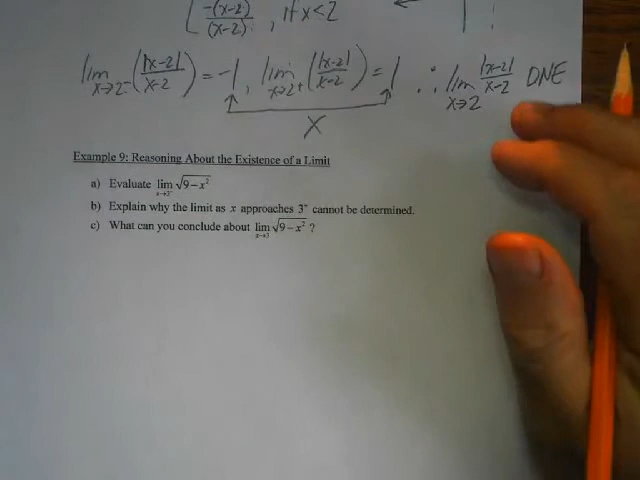 -(x-2)/(x-2) , if x<2
lim x→2⁻ (|x-2|/x-2) = -1, lim x→2⁺ (|x-2|/x-2) = 1 ∴ lim x→2 |x-2|/x-2 DNE
X
Example 9: Reasoning About the Existence of a Limit
a) Evaluate lim x→3⁻ √9-x²
b) Explain why the limit as x approaches 3⁺ cannot be determined.
c) What can you conclude about lim x→3 √9-x² ?